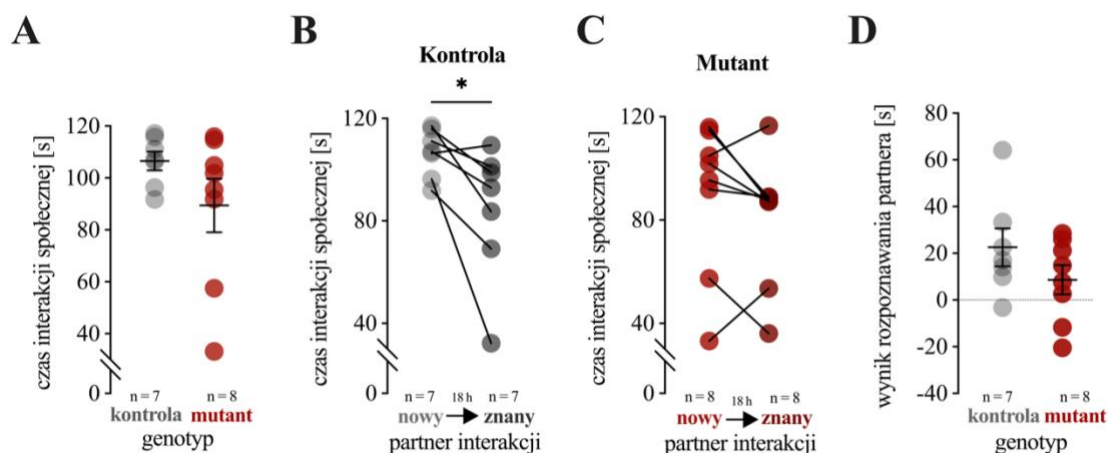 A
czas interakcji społecznej [s]
120
100
80
60
40
0
n = 7
n = 8
kontrola
mutant
genotyp
B
Kontrola
*
czas interakcji społecznej [s]
120
80
40
0
n = 7
18 h
n = 7
nowy
znany
partner interakcji
C
Mutant
czas interakcji społecznej [s]
120
80
40
0
n = 8
18 h
n = 8
nowy
znany
partner interakcji
D
wynik rozpoznawania partnera [s]
80
60
40
20
0
-20
-40
n = 7
n = 8
kontrola
mutant
genotyp